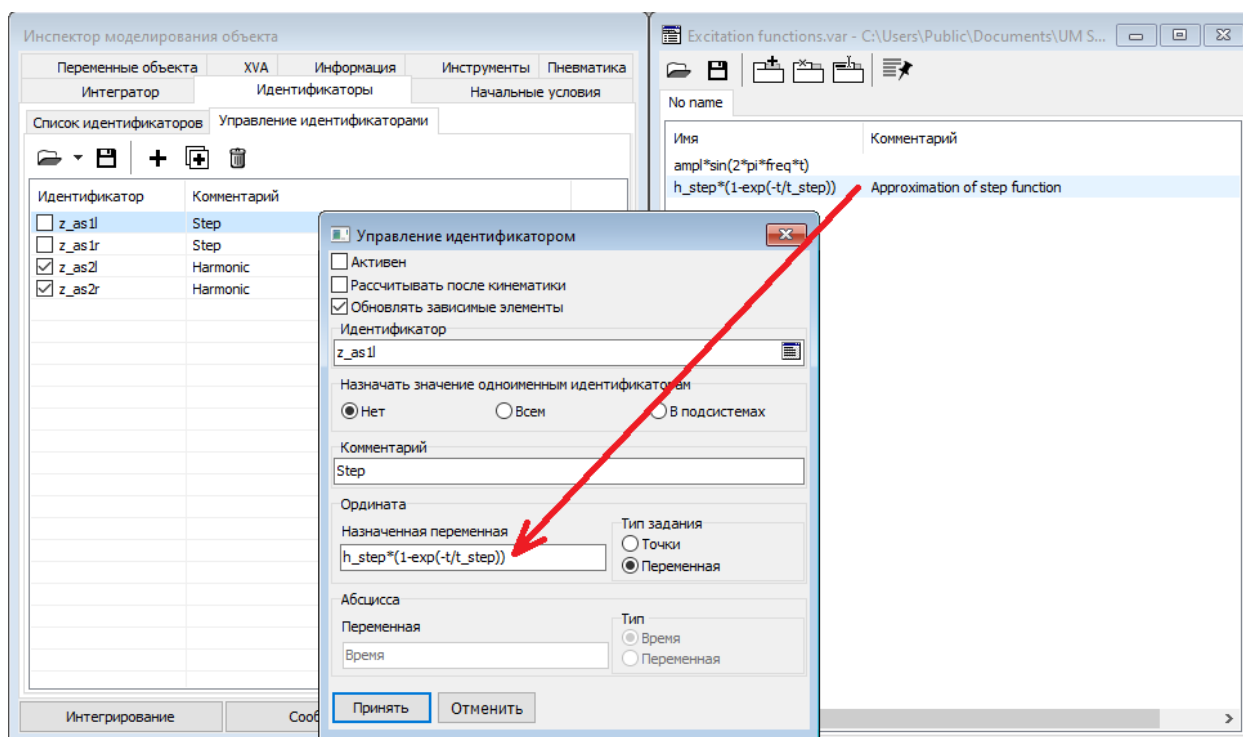 Инспектор моделирования объекта
Переменные объекта XVA Информация Инструменты Пневматика
Интегратор Идентификаторы Начальные условия
Список идентификаторов Управление идентификаторами
Идентификатор Комментарий
z_as1l Step
z_as1r Step
z_as2l Harmonic
z_as2r Harmonic
Интегрирование
Excitation functions.var - C:\Users\Public\Documents\UM S...
No name
Имя Комментарий
ampl*sin(2*pi*freq*t)
h_step*(1-exp(-t/t_step)) Approximation of step function
Управление идентификатором
Активен
Рассчитывать после кинематики
Обновлять зависимые элементы
Идентификатор
z_as1l
Назначать значение одноименным идентификаторам
Нет Всем В подсистемах
Комментарий
Step
Ордината
Назначенная переменная
h_step*(1-exp(-t/t_step))
Тип задания
Точки
Переменная
Абсцисса
Переменная
Время
Тип
Время
Переменная
Принять Отменить